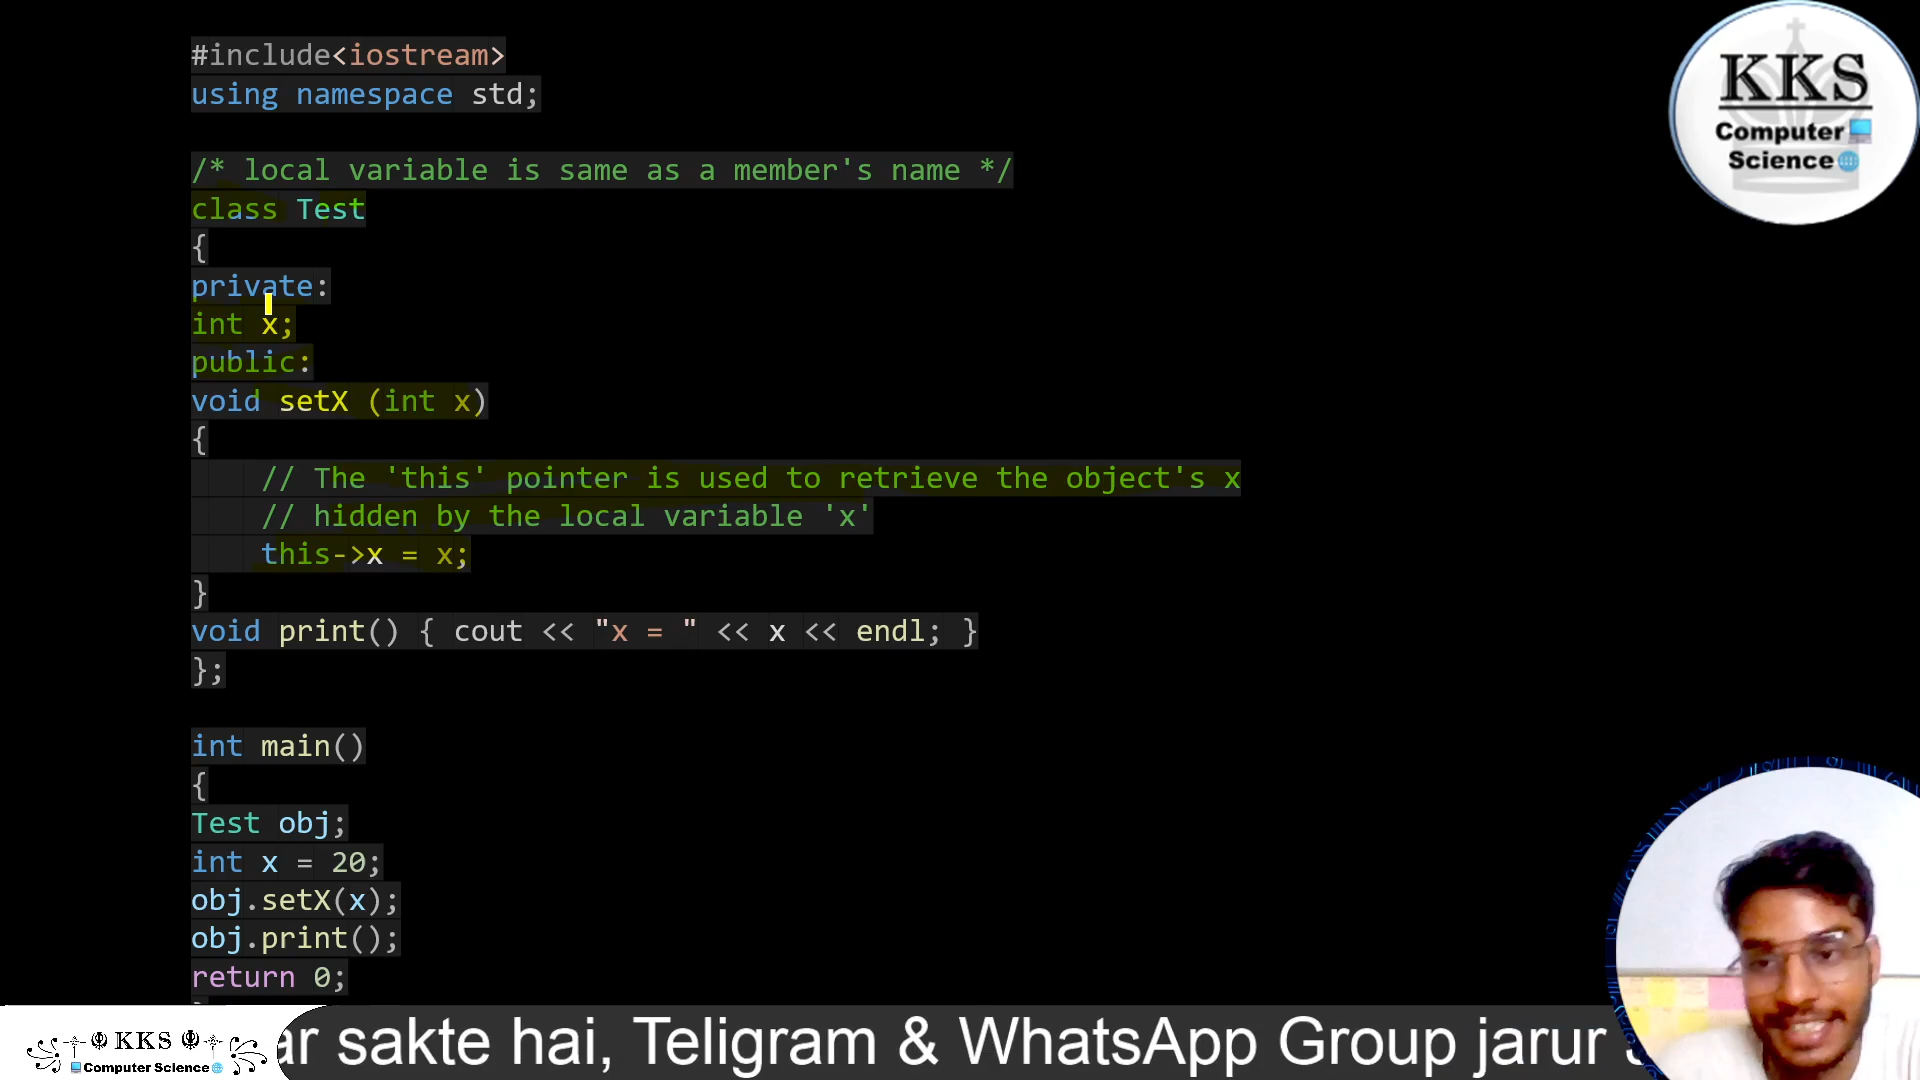 #include<iostream>
using namespace std;
/* local variable is same as a member's name */
class Test
{
private:
int x;
public:
void setX (int x)
{
// The 'this' pointer is used to retrieve the object's x
// hidden by the local variable 'x'
this->x = x;
}
void print() { cout << "x = " << x << endl; }
};
int main()
{
Test obj;
int x = 20;
obj.setX(x);
obj.print();
return 0;
KKS
Computer
Science
KKS
Computer Science
ar sakte hai, Teligram & WhatsApp Group jarur